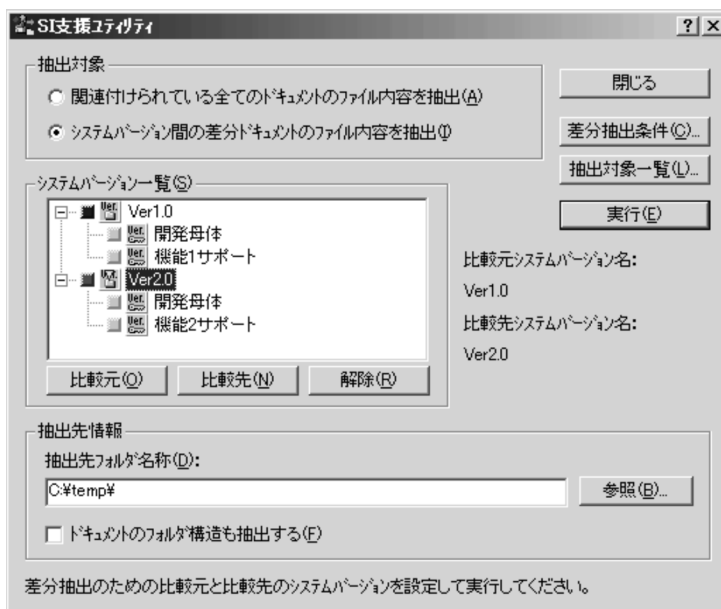 SI支援ユティリティ
抽出対象
関連付けられている全てのドキュメントのファイル内容を抽出(A)
システムバージョン間の差分ドキュメントのファイル内容を抽出(I)
閉じる
差分抽出条件(C)...
抽出対象一覧(L)...
実行(E)
システムバージョン一覧(S)
Ver1.0
開発母体
機能1サポート
Ver2.0
開発母体
機能2サポート
比較元(O)
比較先(N)
解除(R)
比較元システムバージョン名:
Ver1.0
比較先システムバージョン名:
Ver2.0
抽出先情報
抽出先フォルダ名称(D):
C:¥temp¥
参照(B)...
ドキュメントのフォルダ構造も抽出する(F)
差分抽出のための比較元と比較先のシステムバージョンを設定して実行してください。